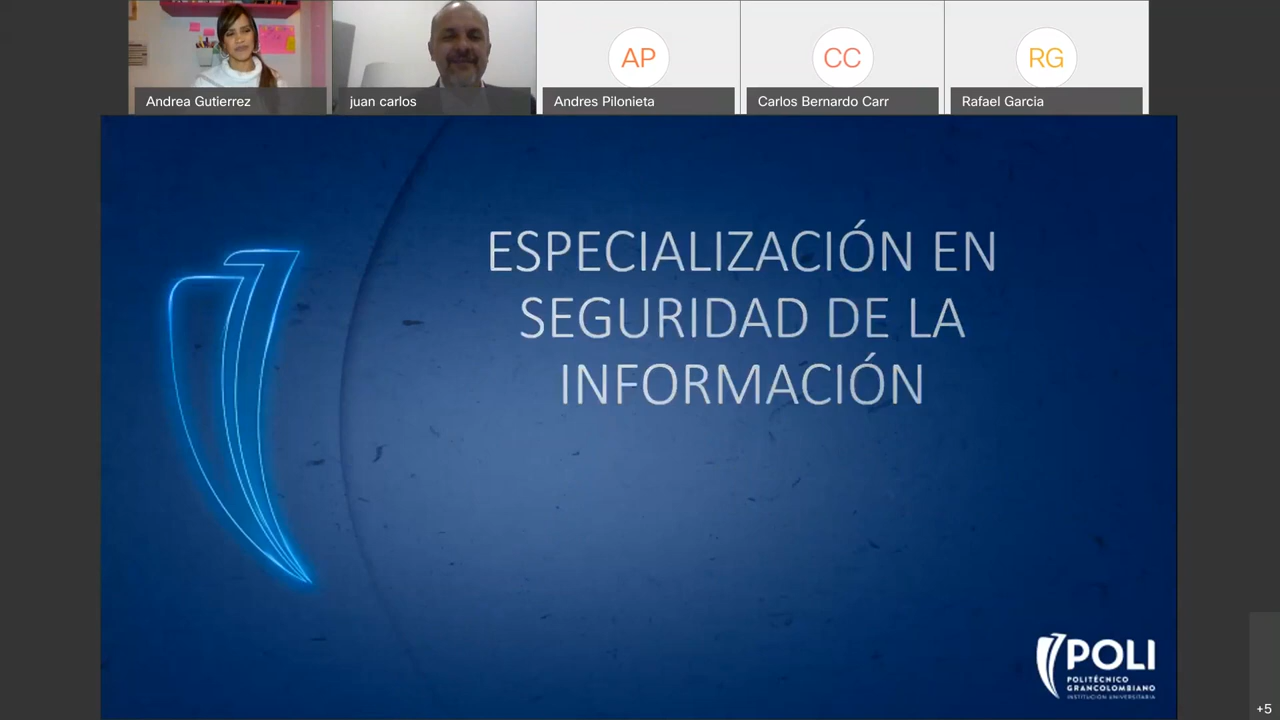 AP
CC
RG
Andrea Gutierrez
juan carlos
Andres Pilonieta
Carlos Bernardo Carr
Rafael Garcia
ESPECIALIZACIÓN EN
SEGURIDAD DE LA
INFORMACIÓN
POLI
POLITÉCNICO
GRANCOLOMBIANO
INSTITUCIÓN UNIVERSITARIA
+5